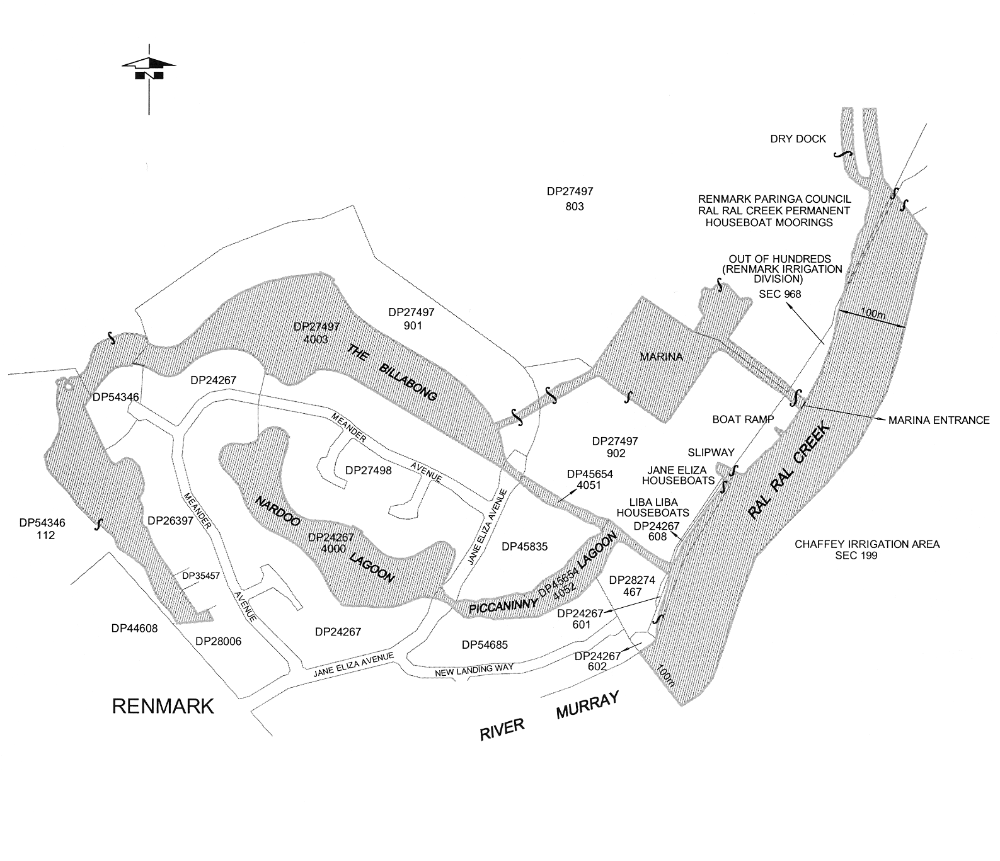 N
DRY DOCK
DP27497
803
RENMARK PARINGA COUNCIL
RAL RAL CREEK PERMANENT
HOUSEBOAT MOORINGS
OUT OF HUNDREDS
(RENMARK IRRIGATION
DIVISION)
SEC 968
100m
DP27497
901
DP27497
4003
THE BILLABONG
MARINA
DP24267
DP54346
BOAT RAMP
MARINA ENTRANCE
MEANDER
AVENUE
DP27497
902
SLIPWAY
RAL RAL CREEK
DP27498
DP45654
4051
JANE ELIZA
HOUSEBOATS
LIBA LIBA
HOUSEBOATS
DP24267
608
MEANDER
AVENUE
NARDOO
LAGOON
DP24267
4000
JANE ELIZA AVENUE
DP54346
112
DP26397
DP45835
CHAFFEY IRRIGATION AREA
SEC 199
DP35457
PICCANINNY
LAGOON
DP45654
4052
DP28274
467
DP24267
601
DP44608
DP28006
DP24267
DP54685
DP24267
602
JANE ELIZA AVENUE
NEW LANDING WAY
100m
RENMARK
RIVER MURRAY